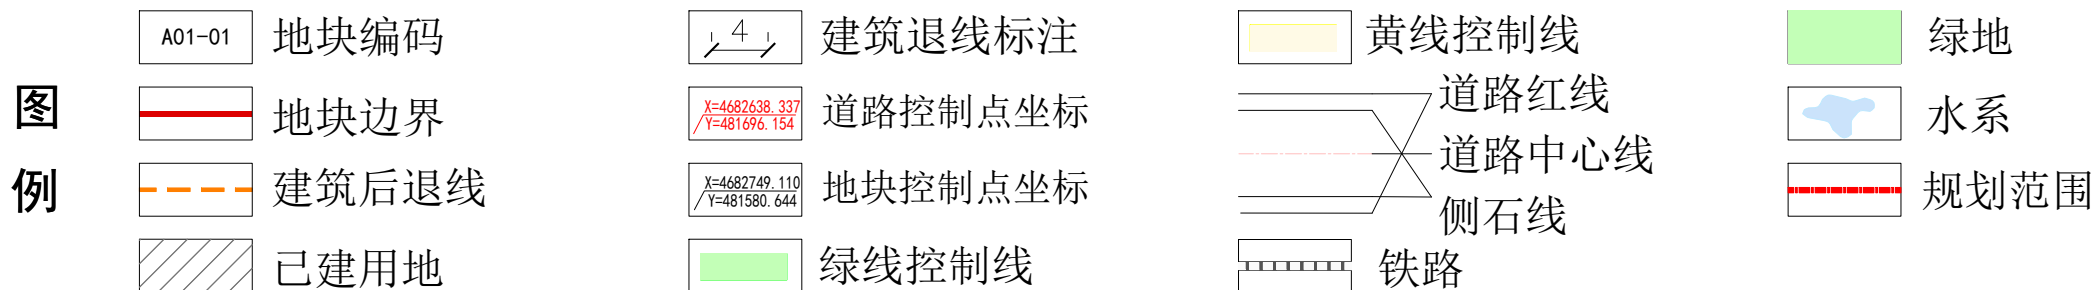 图
例
A01-01 地块编码
地块边界
建筑后退线
已建用地
4 建筑退线标注
X=4682638.337
Y=481696.154
道路控制点坐标
X=4682749.110
Y=481580.644
地块控制点坐标
绿线控制线
黄线控制线
道路红线
道路中心线
侧石线
铁路
绿地
水系
规划范围